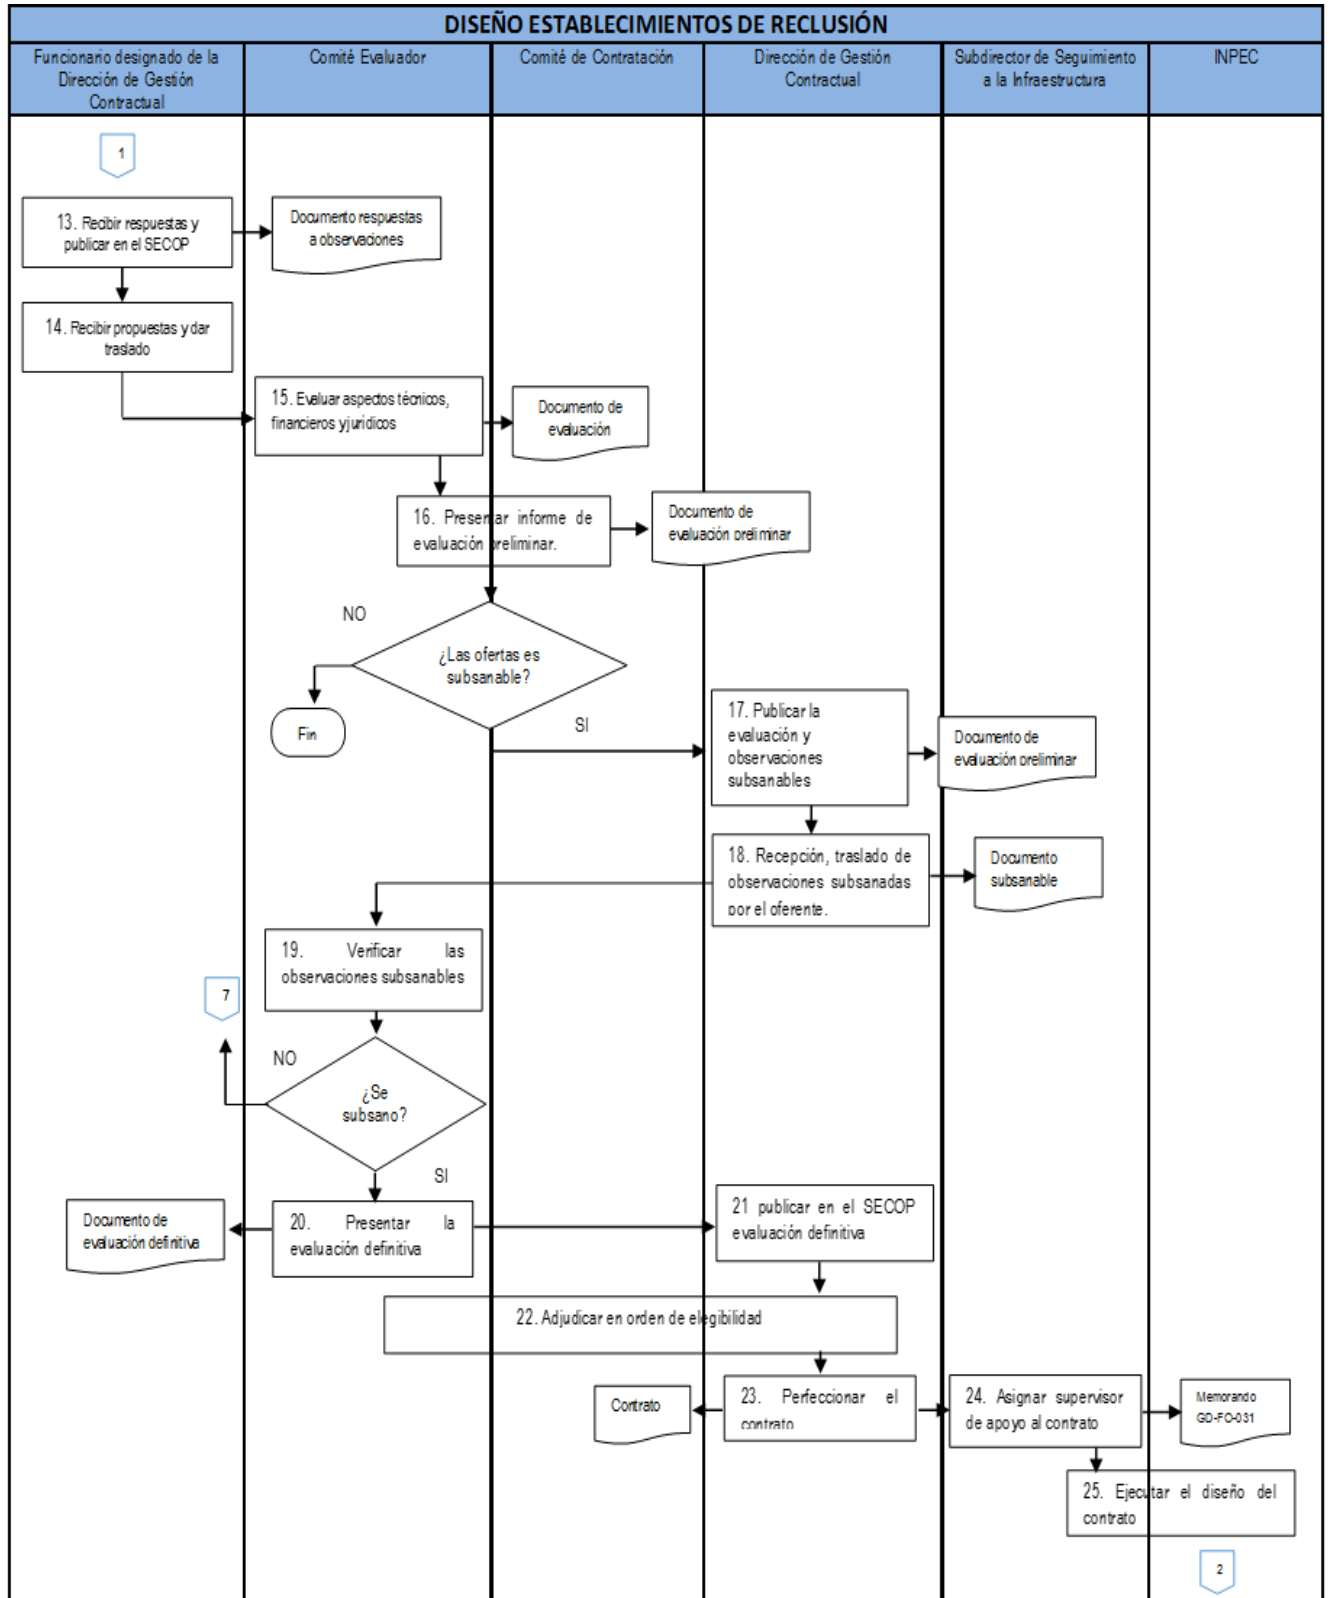 DISEÑO ESTABLECIMIENTOS DE RECLUSIÓN
Funcionario designado de la
Dirección de Gestión
Contractual
Comité Evaluador
Comité de Contratación
Dirección de Gestión
Contractual
Subdirector de Seguimiento
a la Infraestructura
INPEC
1
13. Recibir respuestas y
publicar en el SECOP
Documento respuestas
a observaciones
14. Recibir propuestas y dar
traslado
15. Evaluar aspectos técnicos,
financieros y jurídicos
Documento de
evaluación
16. Presentar informe de
evaluación preliminar.
Documento de
evaluación preliminar
NO
¿Las ofertas es
subsanable?
Fin
SI
17. Publicar la
evaluación y
observaciones
subsanables
Documento de
evaluación preliminar
18. Recepción, traslado de
observaciones subsanadas
por el oferente.
Documento
subsanable
19. Verificar las
observaciones subsanables
7
NO
¿Se
subsano?
SI
Documento de
evaluación definitiva
20. Presentar la
evaluación definitiva
21 publicar en el SECOP
evaluación definitiva
22. Adjudicar en orden de elegibilidad
Contrato
23. Perfeccionar el
contrato
24. Asignar supervisor
de apoyo al contrato
Memorando
GD-FO-031
25. Ejecutar el diseño del
contrato
2